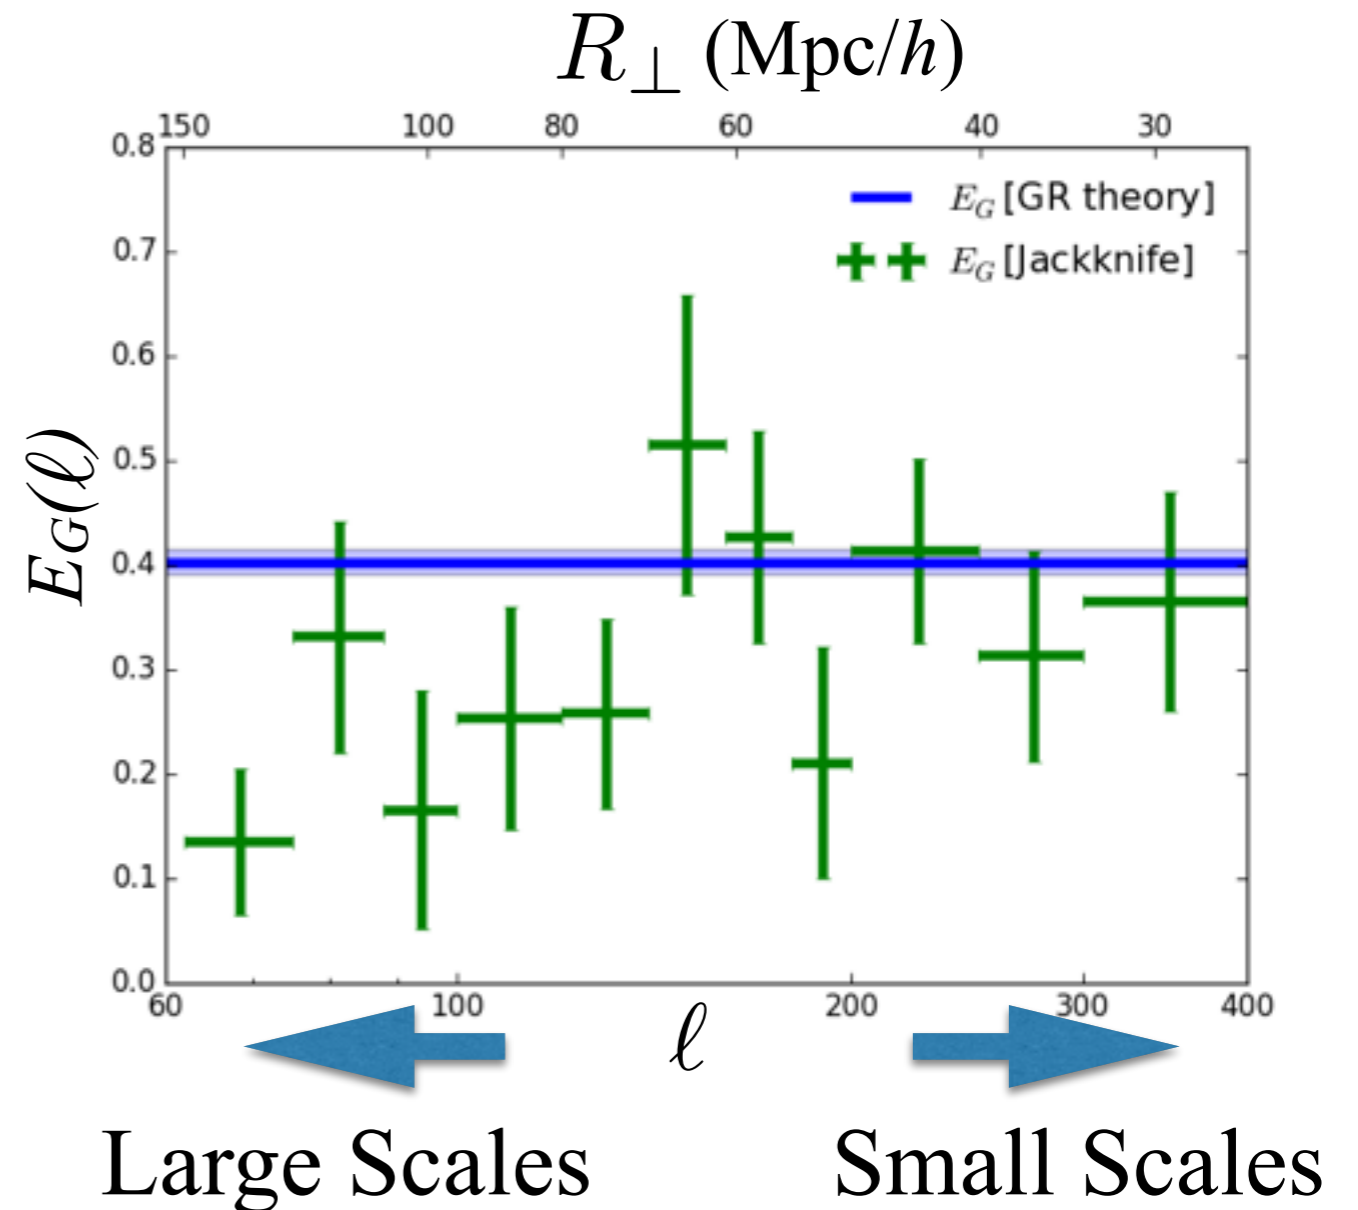 R⊥ (Mpc/h)
150 100 80 60 40 30
0.8
0.7
0.6
0.5
0.4
0.3
0.2
0.1
0.0
E_G(ℓ)
E_G [GR theory]
E_G [Jackknife]
60 100 200 300 400
ℓ
Large Scales Small Scales